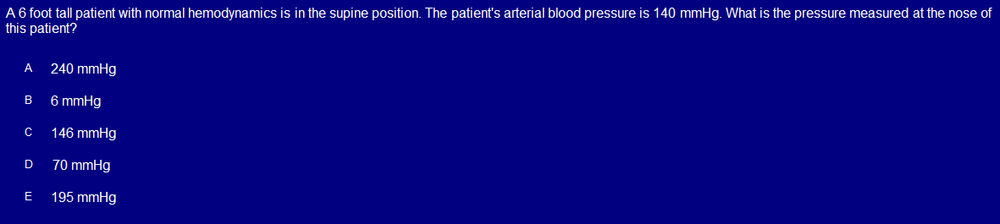 A 6 foot tall patient with normal hemodynamics is in the supine position. The patient's arterial blood pressure is 140 mmHg. What is the pressure measured at the nose of
this patient?
A 240 mmHg
B 6 mmHg
C 146 mmHg
D 70 mmHg
E 195 mmHg